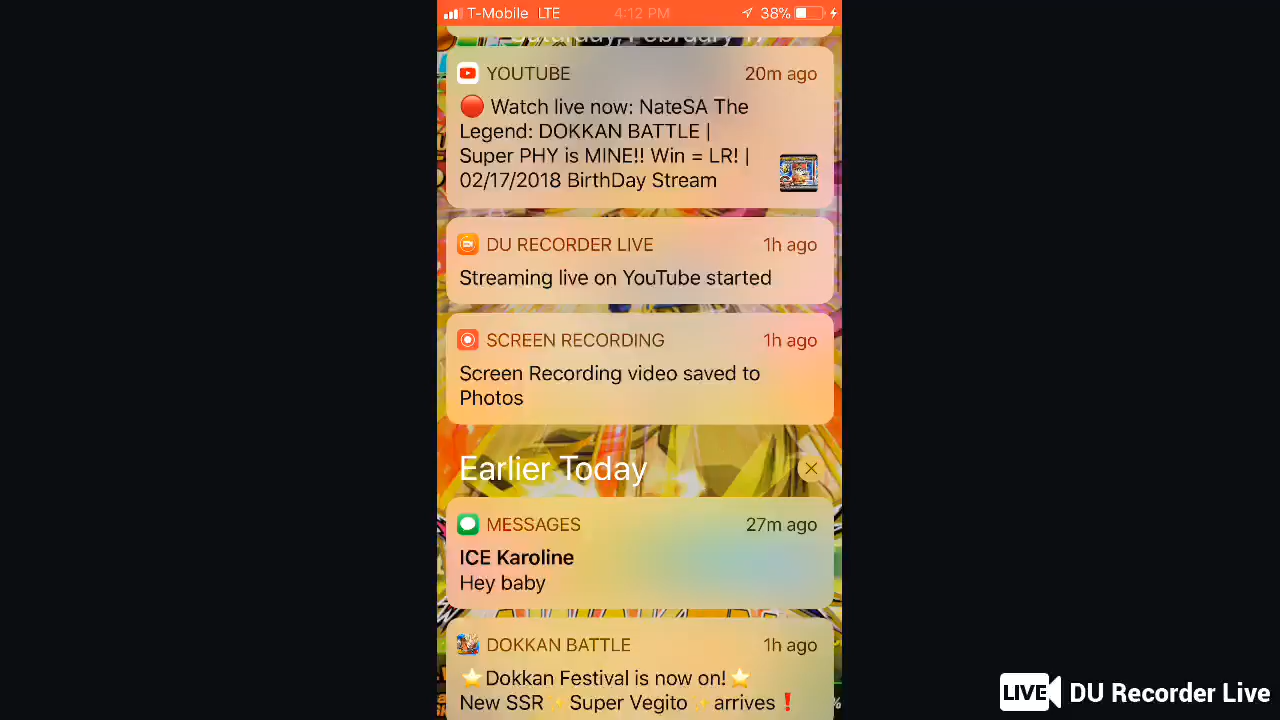 T-Mobile LTE 4:12 PM 38%
Saturday, February 17
YOUTUBE 20m ago
Watch live now: NateSA The
Legend: DOKKAN BATTLE |
Super PHY is MINE!! Win = LR! |
02/17/2018 BirthDay Stream
DU RECORDER LIVE 1h ago
Streaming live on YouTube started
SCREEN RECORDING 1h ago
Screen Recording video saved to
Photos
Earlier Today
MESSAGES 27m ago
ICE Karoline
Hey baby
DOKKAN BATTLE 1h ago
⭐Dokkan Festival is now on!⭐
New SSR ✨Super Vegito✨arrives❗
LIVE DU Recorder Live